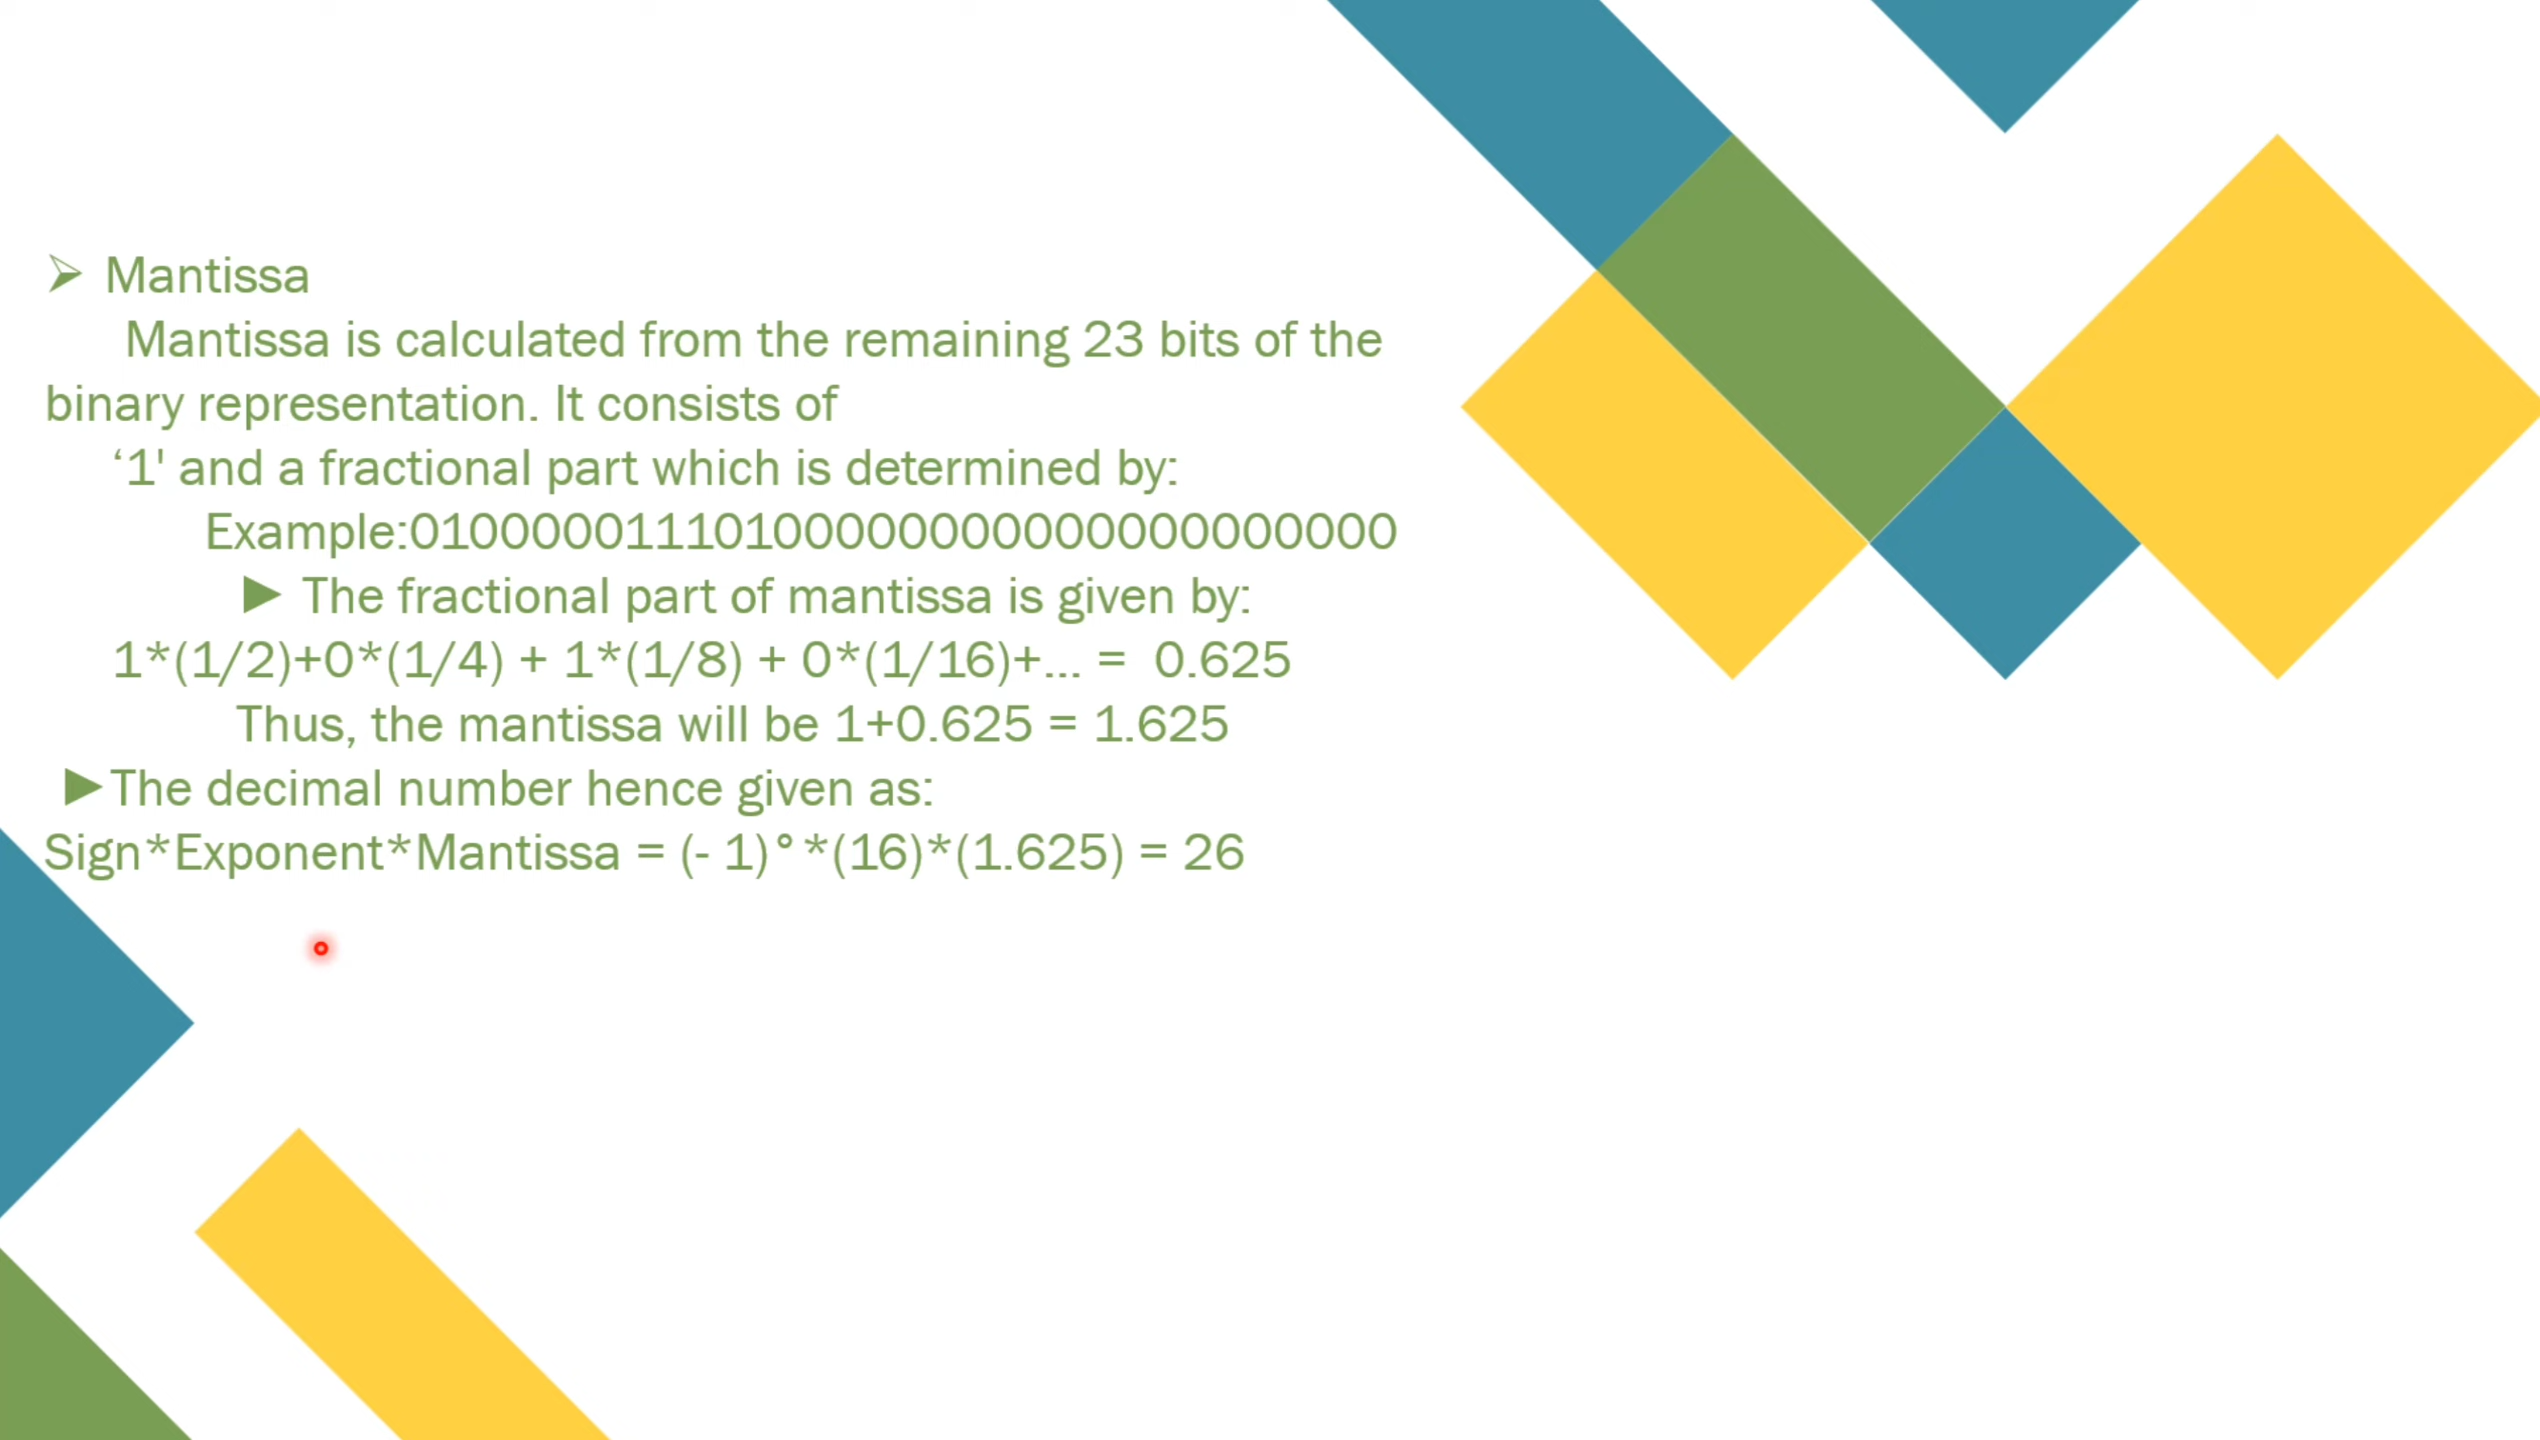 ➢ Mantissa
Mantissa is calculated from the remaining 23 bits of the
binary representation. It consists of
‘1' and a fractional part which is determined by:
Example:01000001110100000000000000000000
► The fractional part of mantissa is given by:
1*(1/2)+0*(1/4) + 1*(1/8) + 0*(1/16)+... = 0.625
Thus, the mantissa will be 1+0.625 = 1.625
►The decimal number hence given as:
Sign*Exponent*Mantissa = (- 1)°*(16)*(1.625) = 26